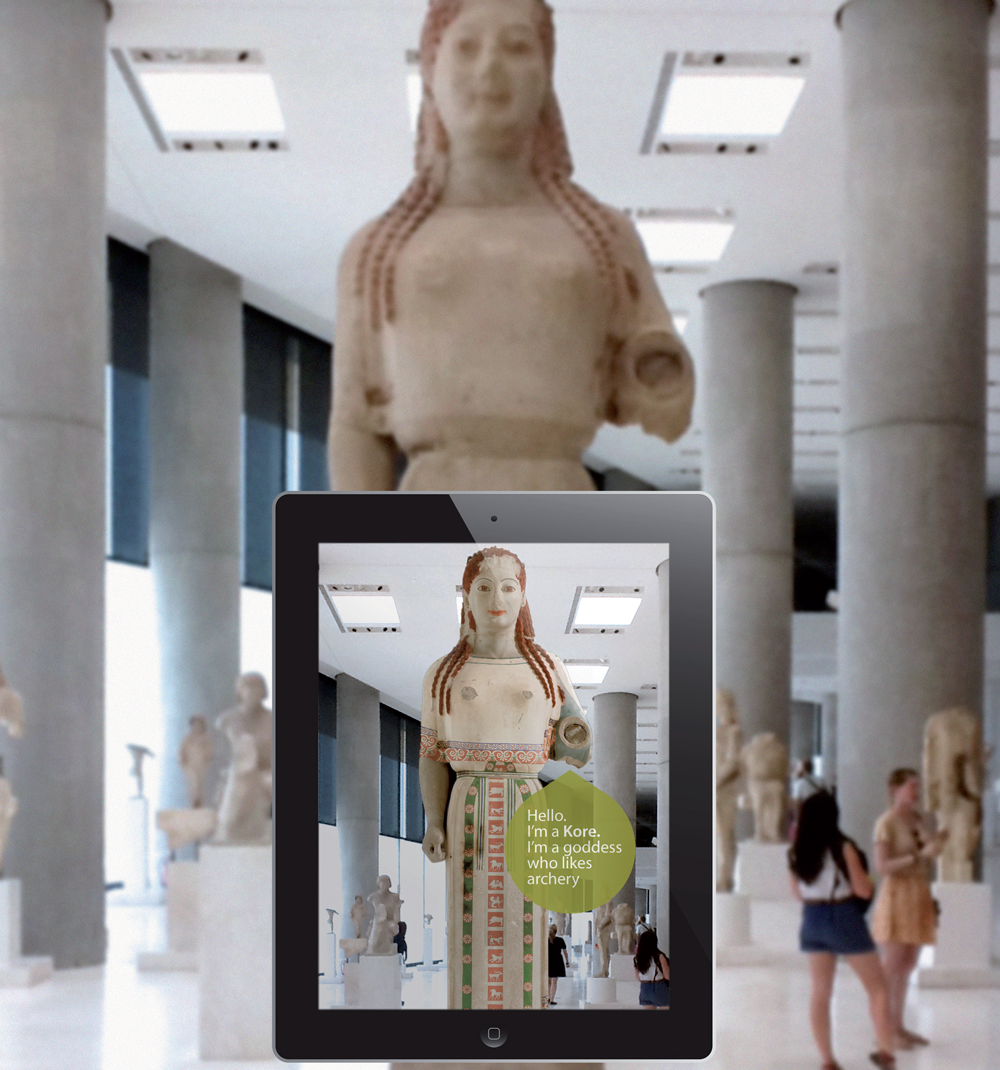 Hello.
I'm a Kore.
I'm a goddess
who likes
archery